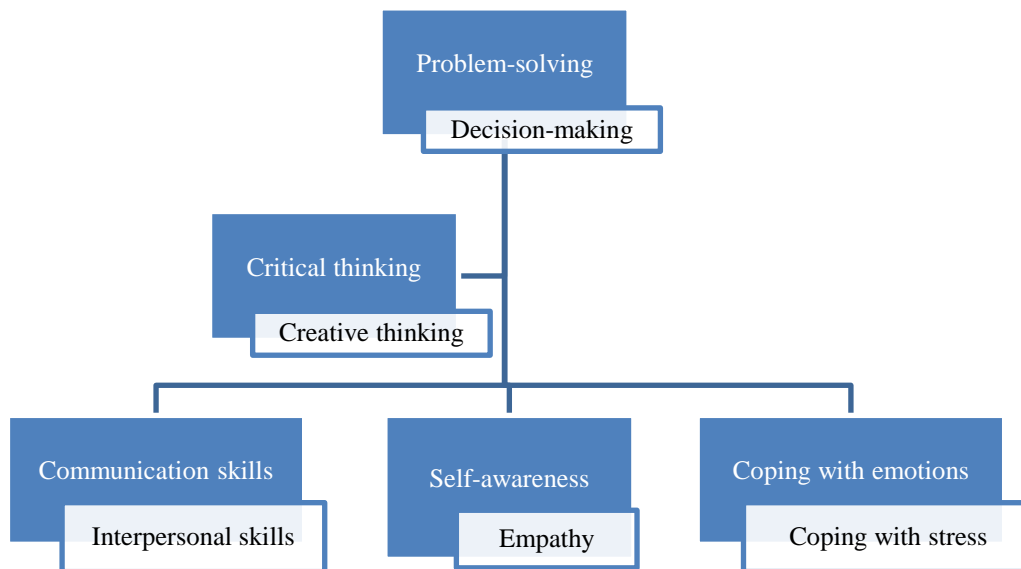 Problem-solving
Decision-making
Critical thinking
Creative thinking
Communication skills
Interpersonal skills
Self-awareness
Empathy
Coping with emotions
Coping with stress